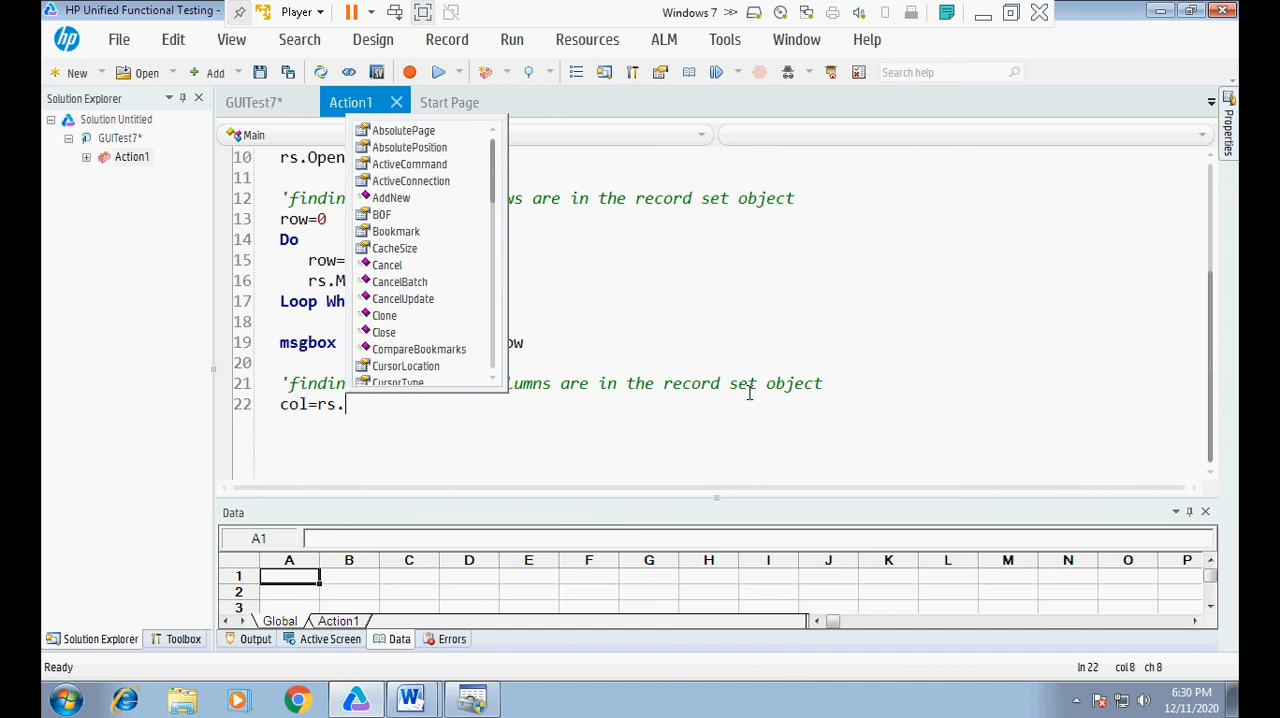 HP Unified Functional Testing - Player Windows 7
hp File Edit View Search Design Record Run Resources ALM Tools Window Help
New Open Add Search help
Solution Explorer
GUITest7* Action1 Start Page
Solution Untitled
GUITest7*
Action1
Main
Properties
AbsolutePage
AbsolutePosition
ActiveCommand
ActiveConnection
AddNew
BOF
Bookmark
CacheSize
Cancel
CancelBatch
CancelUpdate
Clone
Close
CompareBookmarks
CursorLocation
CursorType
10 rs.Open
11
12 'findin ws are in the record set object
13 row=0
14 Do
15 row=
16 rs.M
17 Loop Wh
18
19 msgbox ow
20
21 'findin lumns are in the record set object
22 col=rs.
Data
A1
A B C D E F G H I J K L M N O P
1
2
3
Global Action1
Solution Explorer Toolbox Output Active Screen Data Errors
Ready ln 22 col 8 ch 8
6:30 PM
12/11/2020